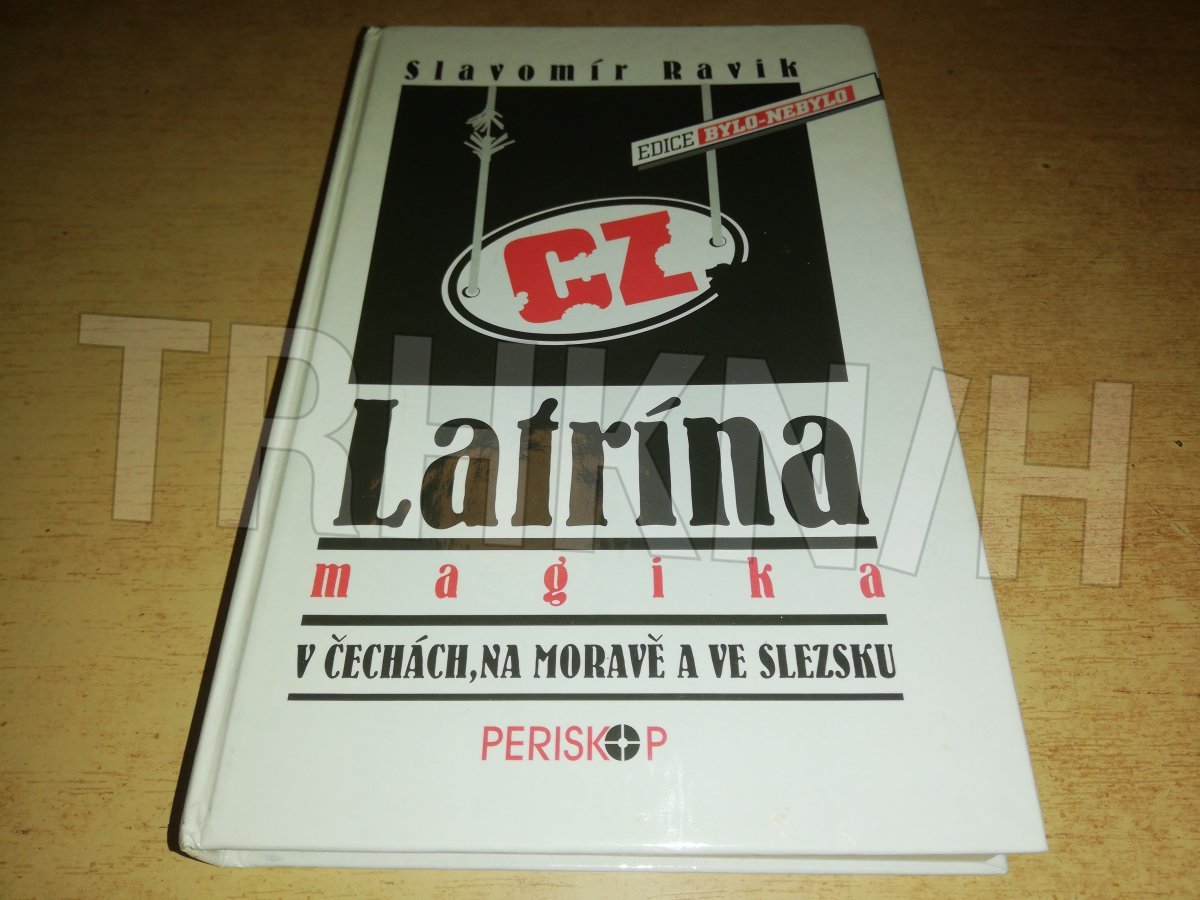 Slavomír Ravik
EDICE BYLO-NEBYLO
CZ
Latrína
magika
V ČECHÁCH, NA MORAVĚ A VE SLEZSKU
PERISKOP
TRHKNIH